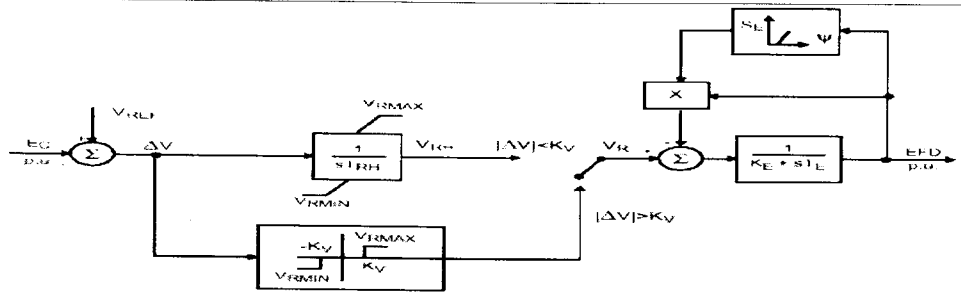 SE Ψ
X
VRMAX
VREF
EC p.u.
Σ
ΔV
1
sTRH
VRH
|ΔV|<KV
VR
Σ
1
KE + sTE
EFD p.u.
VRMIN
|ΔV|>KV
-KV VRMAX
VRMIN KV